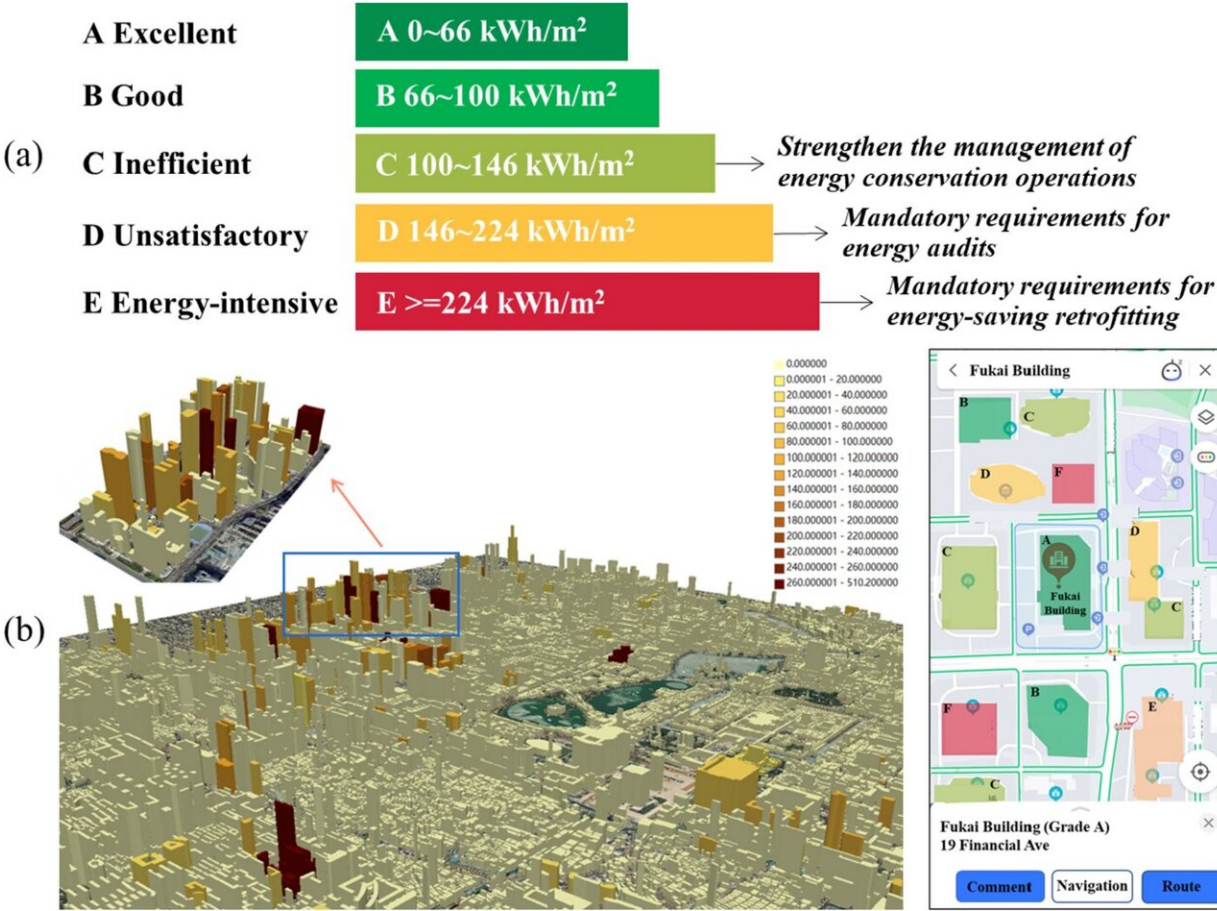 (a)
A Excellent
A 0~66 kWh/m²
B Good
B 66~100 kWh/m²
C Inefficient
C 100~146 kWh/m²
Strengthen the management of
energy conservation operations
D Unsatisfactory
D 146~224 kWh/m²
Mandatory requirements for
energy audits
E Energy-intensive
E >=224 kWh/m²
Mandatory requirements for
energy-saving retrofitting
(b)
0.000000
0.000001 - 20.000000
20.000001 - 40.000000
40.000001 - 60.000000
60.000001 - 80.000000
80.000001 - 100.000000
100.000001 - 120.000000
120.000001 - 140.000000
140.000001 - 160.000000
160.000001 - 180.000000
180.000001 - 200.000000
200.000001 - 220.000000
220.000001 - 240.000000
240.000001 - 260.000000
260.000001 - 510.200000
Fukai Building
B
C
D
F
C
A
D
Fukai
Building
C
P
F
B
E
C
Fukai Building (Grade A)
19 Financial Ave
Comment
Navigation
Route